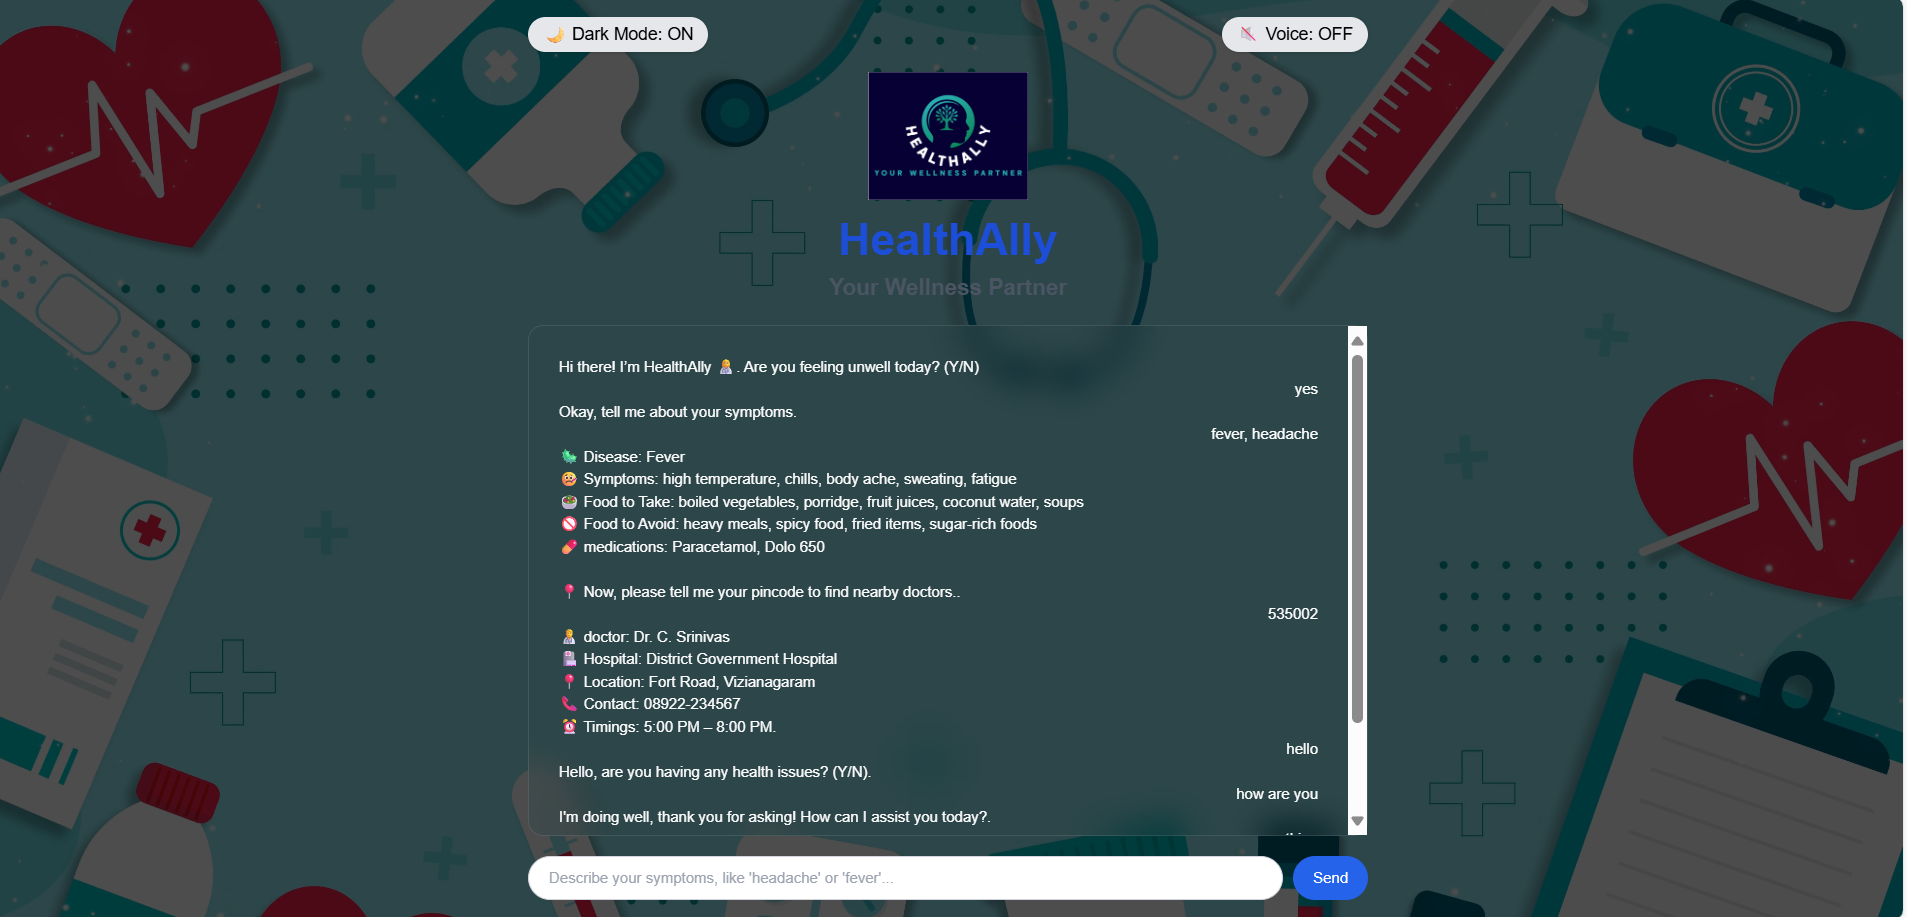 🌙 Dark Mode: ON
🔇 Voice: OFF
HEALTHALLY
YOUR WELLNESS PARTNER
HealthAlly
Your Wellness Partner
Hi there! I’m HealthAlly 🧑‍⚕️. Are you feeling unwell today? (Y/N)
yes
Okay, tell me about your symptoms.
fever, headache
🦠 Disease: Fever
🤒 Symptoms: high temperature, chills, body ache, sweating, fatigue
🥗 Food to Take: boiled vegetables, porridge, fruit juices, coconut water, soups
🚫 Food to Avoid: heavy meals, spicy food, fried items, sugar-rich foods
💊 medications: Paracetamol, Dolo 650
📍 Now, please tell me your pincode to find nearby doctors..
535002
🧑‍⚕️ doctor: Dr. C. Srinivas
🏥 Hospital: District Government Hospital
📍 Location: Fort Road, Vizianagaram
📞 Contact: 08922-234567
⏰ Timings: 5:00 PM – 8:00 PM.
hello
Hello, are you having any health issues? (Y/N).
how are you
I'm doing well, thank you for asking! How can I assist you today?.
Describe your symptoms, like 'headache' or 'fever'...
Send